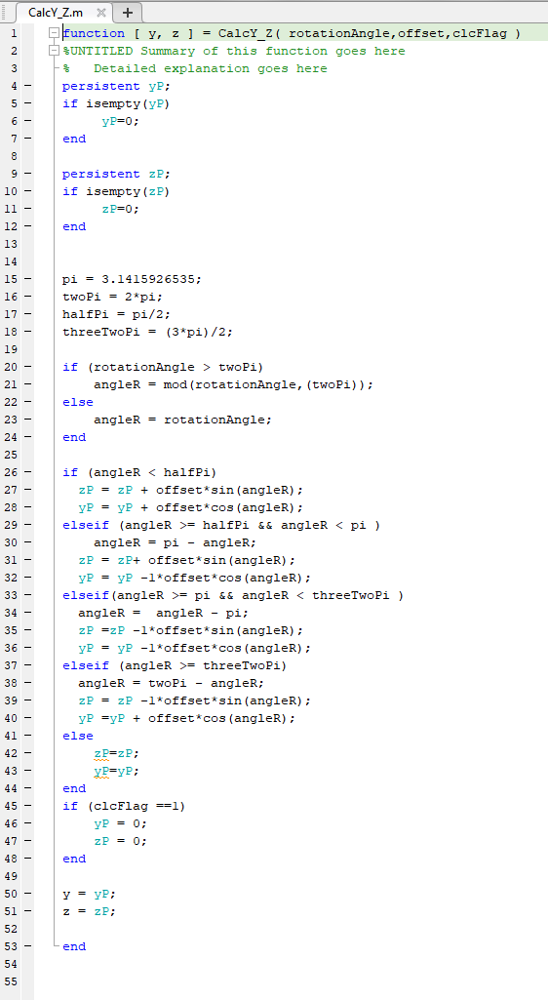 CalcY_Z.m × +
1 function [ y, z ] = CalcY_Z( rotationAngle,offset,clcFlag )
2 %UNTITLED Summary of this function goes here
3 %   Detailed explanation goes here
4 – persistent yP;
5 – if isempty(yP)
6 –      yP=0;
7 – end
8
9 – persistent zP;
10 – if isempty(zP)
11 –      zP=0;
12 – end
13
14
15 – pi = 3.1415926535;
16 – twoPi = 2*pi;
17 – halfPi = pi/2;
18 – threeTwoPi = (3*pi)/2;
19
20 – if (rotationAngle > twoPi)
21 –     angleR = mod(rotationAngle,(twoPi));
22 – else
23 –     angleR = rotationAngle;
24 – end
25
26 – if (angleR < halfPi)
27 –   zP = zP + offset*sin(angleR);
28 –   yP = yP + offset*cos(angleR);
29 – elseif (angleR >= halfPi && angleR < pi )
30 –     angleR = pi - angleR;
31 –   zP = zP+ offset*sin(angleR);
32 –   yP = yP -1*offset*cos(angleR);
33 – elseif(angleR >= pi && angleR < threeTwoPi )
34 –   angleR =  angleR - pi;
35 –   zP =zP -1*offset*sin(angleR);
36 –   yP = yP -1*offset*cos(angleR);
37 – elseif (angleR >= threeTwoPi)
38 –   angleR = twoPi - angleR;
39 –   zP = zP -1*offset*sin(angleR);
40 –   yP =yP + offset*cos(angleR);
41 – else
42 –     zP=zP;
43 –     yP=yP;
44 – end
45 – if (clcFlag ==1)
46 –     yP = 0;
47 –     zP = 0;
48 – end
49
50 – y = yP;
51 – z = zP;
52
53 – end
54
55